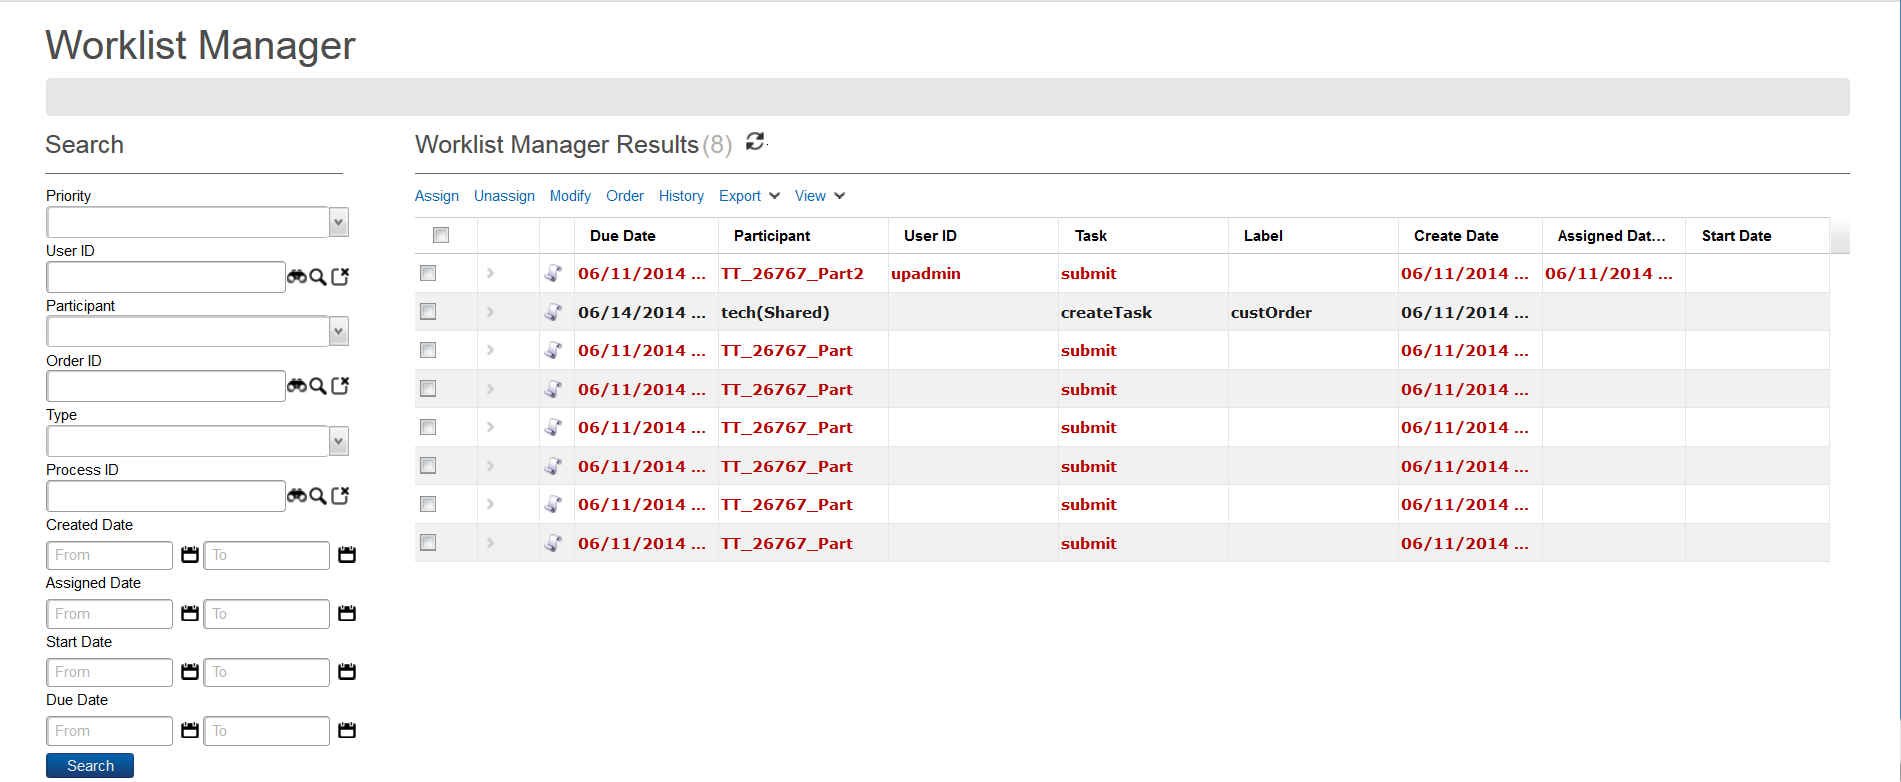 Worklist Manager
Search
Priority
User ID
Participant
Order ID
Type
Process ID
Created Date
From To
Assigned Date
From To
Start Date
From To
Due Date
From To
Search
Worklist Manager Results (8)
Assign Unassign Modify Order History Export View
Due Date Participant User ID Task Label Create Date Assigned Dat... Start Date
06/11/2014 ... TT_26767_Part2 upadmin submit 06/11/2014 ... 06/11/2014 ...
06/14/2014 ... tech(Shared) createTask custOrder 06/11/2014 ...
06/11/2014 ... TT_26767_Part submit 06/11/2014 ...
06/11/2014 ... TT_26767_Part submit 06/11/2014 ...
06/11/2014 ... TT_26767_Part submit 06/11/2014 ...
06/11/2014 ... TT_26767_Part submit 06/11/2014 ...
06/11/2014 ... TT_26767_Part submit 06/11/2014 ...
06/11/2014 ... TT_26767_Part submit 06/11/2014 ...